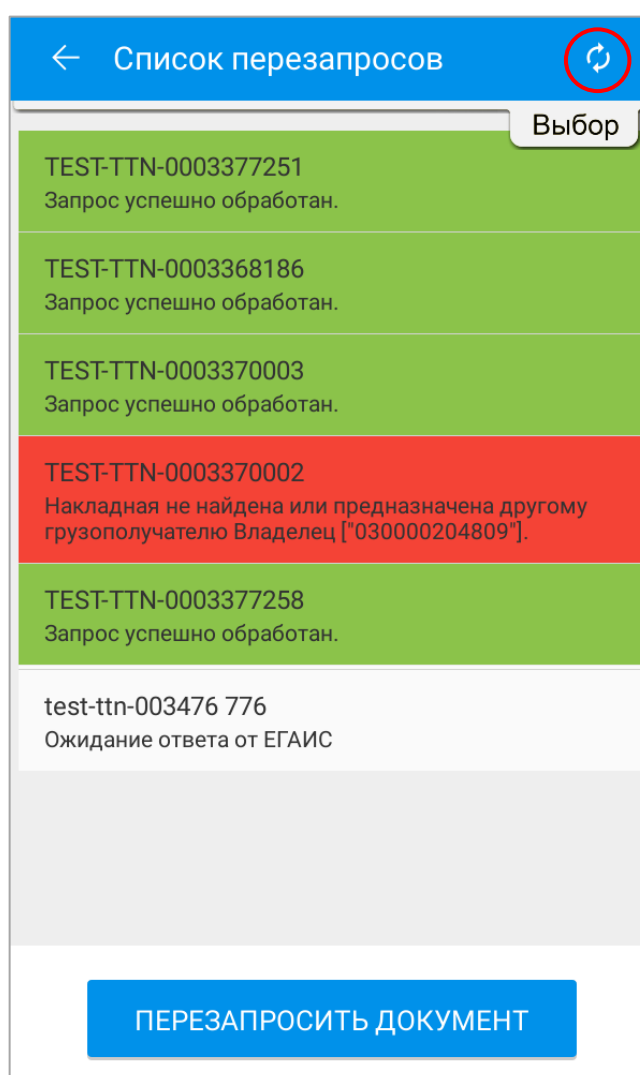 Список перезапросов
Выбор
TEST-TTN-0003377251
Запрос успешно обработан.
TEST-TTN-0003368186
Запрос успешно обработан.
TEST-TTN-0003370003
Запрос успешно обработан.
TEST-TTN-0003370002
Накладная не найдена или предназначена другому
грузополучателю Владелец ["030000204809"].
TEST-TTN-0003377258
Запрос успешно обработан.
test-ttn-003476 776
Ожидание ответа от ЕГАИС
ПЕРЕЗАПРОСИТЬ ДОКУМЕНТ